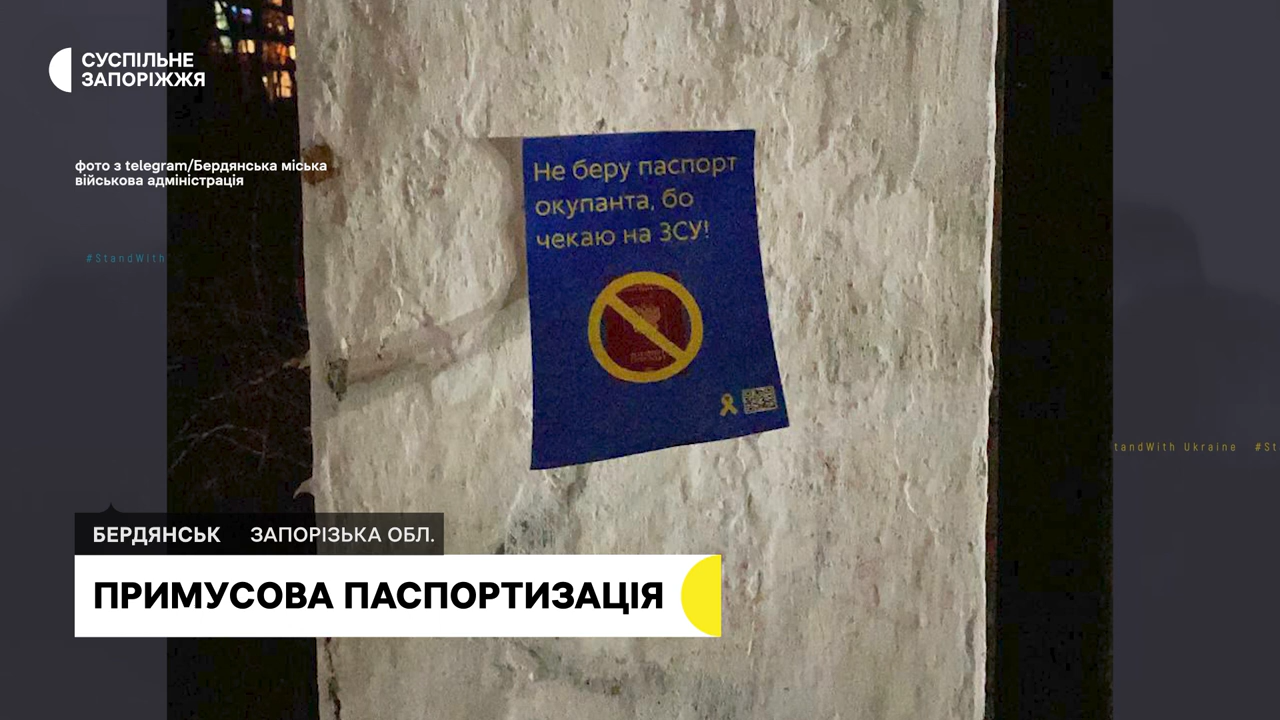 СУСПІЛЬНЕ
ЗАПОРІЖЖЯ
фото з telegram/Бердянська міська
військова адміністрація
#StandWith
Не беру паспорт
окупанта, бо
чекаю на ЗСУ!
tandWith Ukraine #St
БЕРДЯНСЬК ЗАПОРІЗЬКА ОБЛ.
ПРИМУСОВА ПАСПОРТИЗАЦІЯ